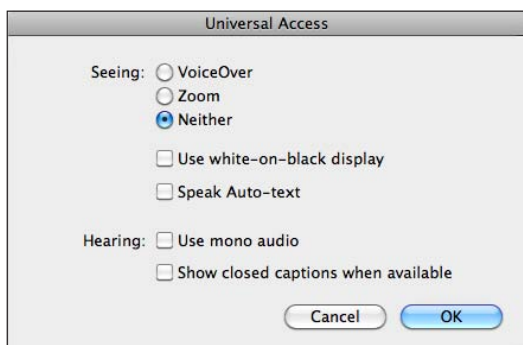 Universal Access
Seeing: VoiceOver
Zoom
Neither
Use white-on-black display
Speak Auto-text
Hearing: Use mono audio
Show closed captions when available
Cancel OK